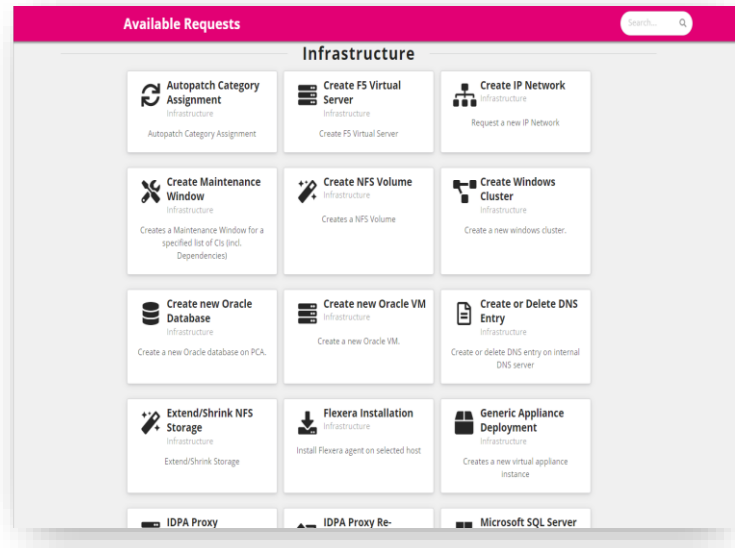 Available Requests
Search...
Infrastructure
Autopatch Category
Assignment
Infrastructure
Autopatch Category Assignment
Create F5 Virtual
Server
Infrastructure
Create F5 Virtual Server
Create IP Network
Infrastructure
Request a new IP Network
Create Maintenance
Window
Infrastructure
Creates a Maintenance Window for a
specified list of CIs (incl.
Dependencies)
Create NFS Volume
Infrastructure
Creates a NFS Volume
Create Windows
Cluster
Infrastructure
Create a new windows cluster.
Create new Oracle
Database
Infrastructure
Create a new Oracle database on PCA.
Create new Oracle VM
Infrastructure
Create a new Oracle VM.
Create or Delete DNS
Entry
Infrastructure
Create or delete DNS entry on internal
DNS server
Extend/Shrink NFS
Storage
Infrastructure
Extend/Shrink Storage
Flexera Installation
Infrastructure
Install Flexera agent on selected host
Generic Appliance
Deployment
Infrastructure
Creates a new virtual appliance
instance
IDPA Proxy
IDPA Proxy Re-
Microsoft SQL Server